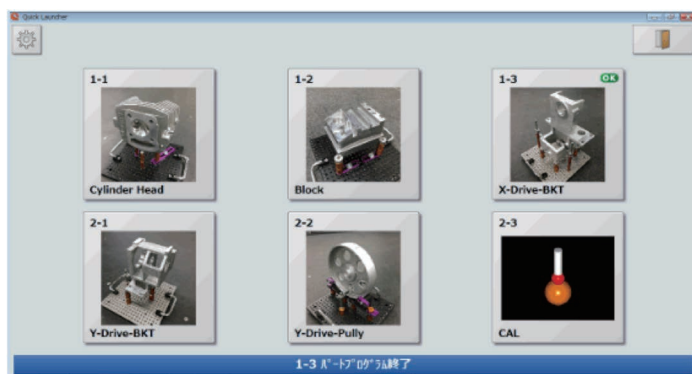 Quick Launcher
1-1
Cylinder Head
1-2
Block
1-3
OK
X-Drive-BKT
2-1
Y-Drive-BKT
2-2
Y-Drive-Pully
2-3
CAL
1-3 ﾊﾟｰﾄﾌﾟﾛｸﾞﾗﾑ終了